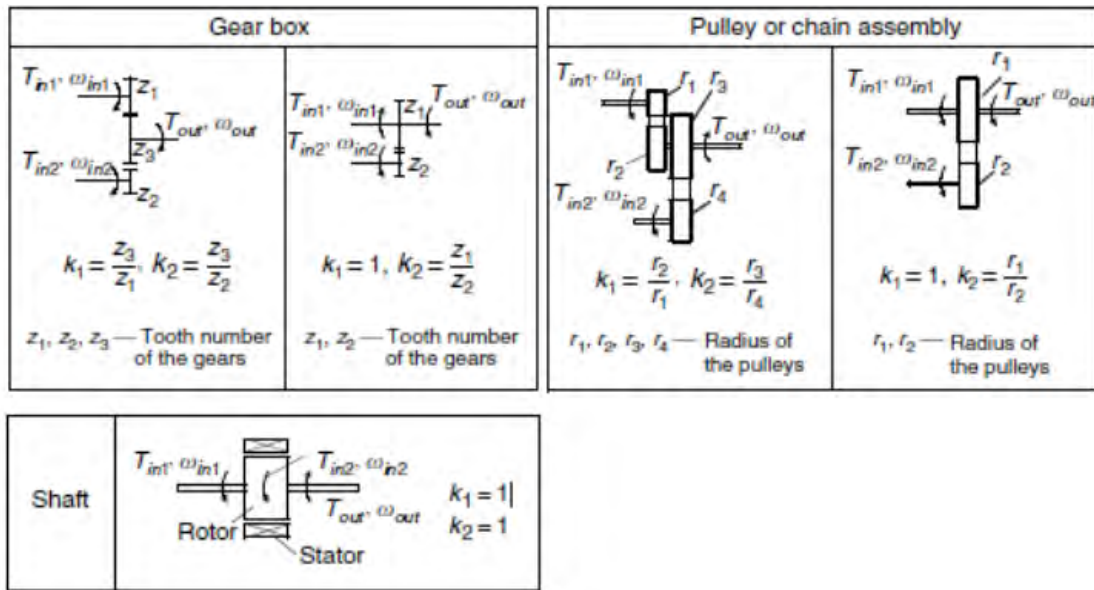 Gear box
T_in1, ω_in1
z_1
T_out, ω_out
z_3
T_in2, ω_in2
z_2
k_1 = z_3/z_1, k_2 = z_3/z_2
z_1, z_2, z_3 — Tooth number
of the gears
T_in1, ω_in1
z_1
T_out, ω_out
T_in2, ω_in2
z_2
k_1 = 1, k_2 = z_1/z_2
z_1, z_2 — Tooth number
of the gears
Pulley or chain assembly
T_in1, ω_in1
r_1
r_3
T_out, ω_out
r_2
T_in2, ω_in2
r_4
k_1 = r_2/r_1, k_2 = r_3/r_4
r_1, r_2, r_3, r_4 — Radius of
the pulleys
r_1
T_in1, ω_in1
T_out, ω_out
T_in2, ω_in2
r_2
k_1 = 1, k_2 = r_1/r_2
r_1, r_2 — Radius of
the pulleys
Shaft
T_in1, ω_in1
T_in2, ω_in2
T_out, ω_out
Rotor
Stator
k_1 = 1
k_2 = 1